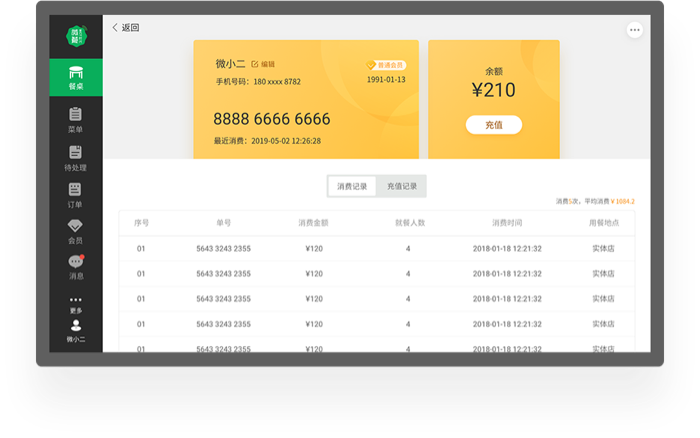 微餐
返回
餐桌
菜单
待处理
订单
会员
消息
更多
微小二
微小二 编辑 普通会员
手机号码：180 xxxx 8782 1991-01-13
8888 6666 6666
最近消费：2019-05-02 12:26:28
余额
¥210
充值
消费记录 充值记录
消费5次，平均消费￥1684.2
序号 单号 消费金额 就餐人数 消费时间 用餐地点
01 5643 3243 2355 ¥120 4 2018-01-18 12:21:32 实体店
01 5643 3243 2355 ¥120 4 2018-01-18 12:21:32 实体店
01 5643 3243 2355 ¥120 4 2018-01-18 12:21:32 实体店
01 5643 3243 2355 ¥120 4 2018-01-18 12:21:32 实体店
01 5643 3243 2355 ¥120 4 2018-01-18 12:21:32 实体店